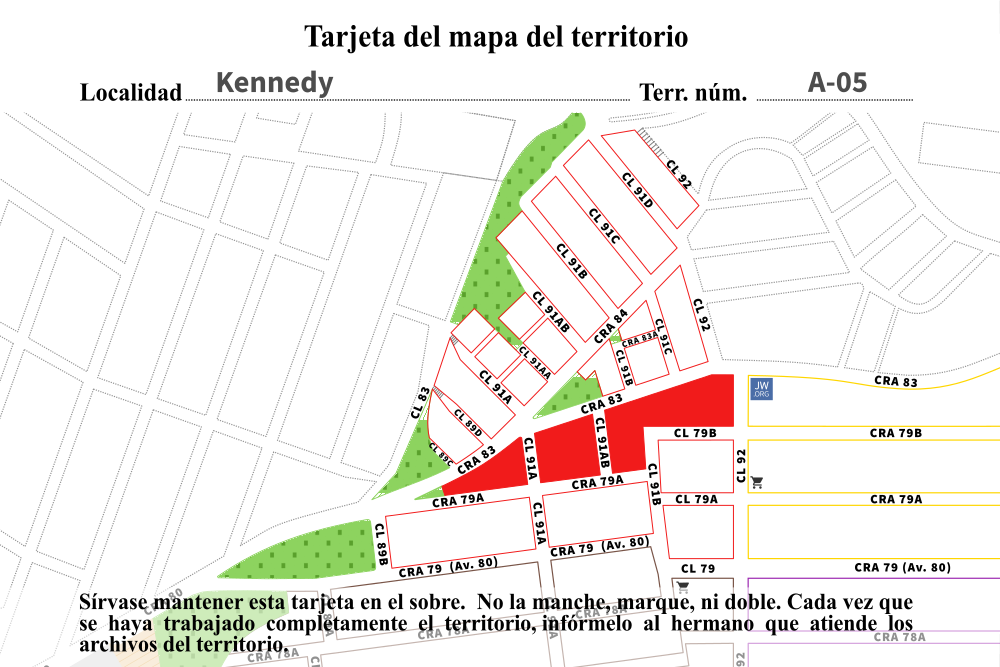 Tarjeta del mapa del territorio
Localidad Kennedy Terr. núm. A-05
CL 92
CL 91D
CL 91C
CL 91B
CL 91AB
CRA 84
CL 92
CL 91C
CRA 83A
CL 91B
CL 91AA
CL 91A
CL 83
CL 89D
CL 89C
CRA 83
CRA 83
CRA 83
JW
.ORG
CL 79B
CRA 79B
CL 91A
CL 91AB
CL 91B
CL 92
CRA 79A
CRA 79A
CL 79A
CRA 79A
CL 89B
CL 91A
CRA 79 (Av. 80)
CRA 79 (Av. 80)
CL 79
CRA 79 (Av. 80)
Sírvase mantener esta tarjeta en el sobre. No la manche, marque, ni doble. Cada vez que
se haya trabajado completamente el territorio, infórmelo al hermano que atiende los
archivos del territorio.
CRA 80
CRA 78A
CRA 78A
CRA 78A
CRA 78A
92